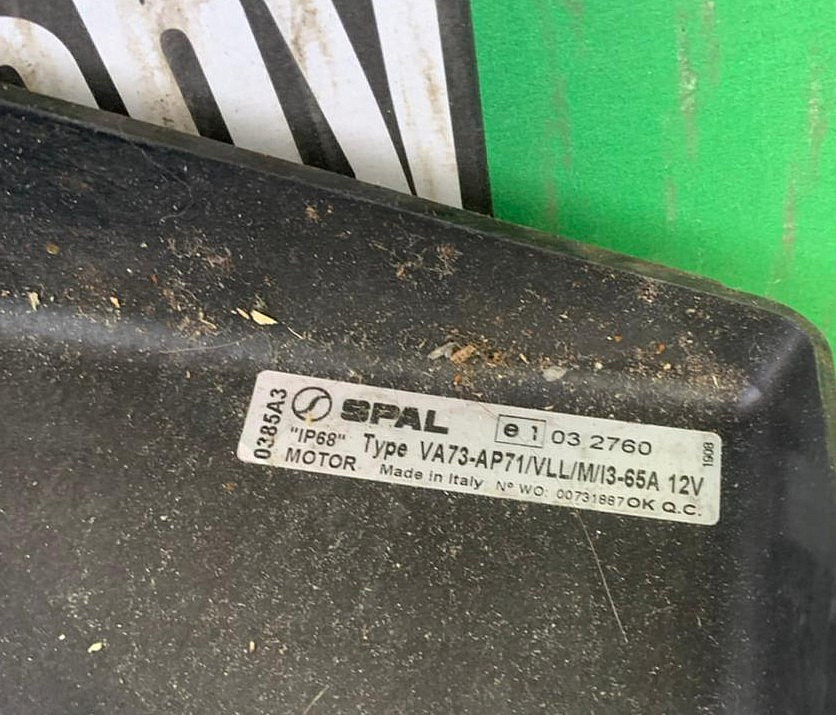 0385A3
SPAL e1 03 2760
"IP68" Type VA73-AP71/VLL/M/I3-65A 12V
MOTOR Made in Italy Nº WO: 00731887 OK Q.C.
1908